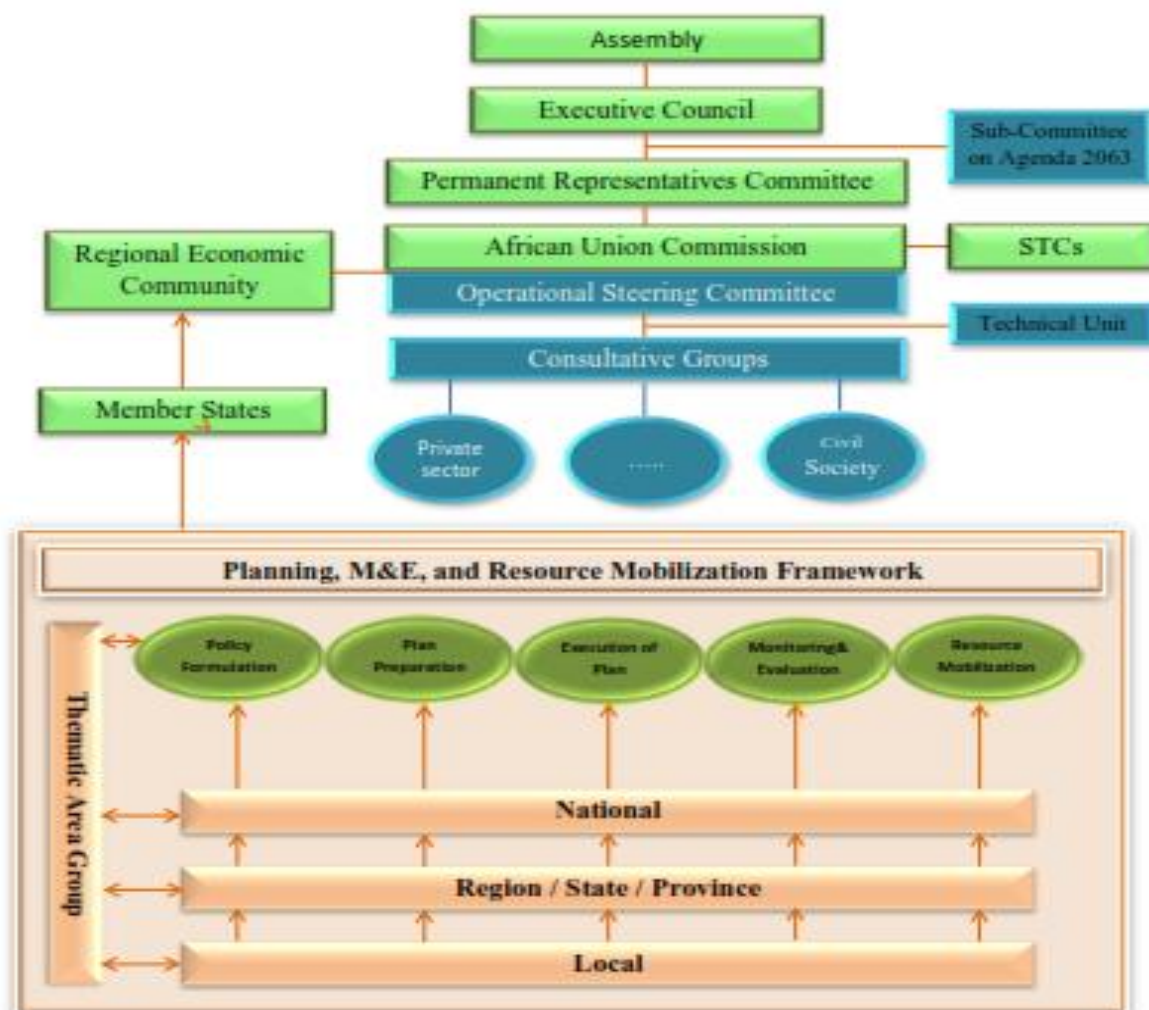 Assembly
Executive Council
Sub-Committee
on Agenda 2063
Permanent Representatives Committee
Regional Economic
Community
African Union Commission
STCs
Operational Steering Committee
Technical Unit
Consultative Groups
Member States
Private
sector
.....
Civil
Society
Planning, M&E, and Resource Mobilization Framework
Policy
Formulation
Plan
Preparation
Execution of
Plan
Monitoring&
Evaluation
Resource
Mobilization
Thematic Area Group
National
Region / State / Province
Local